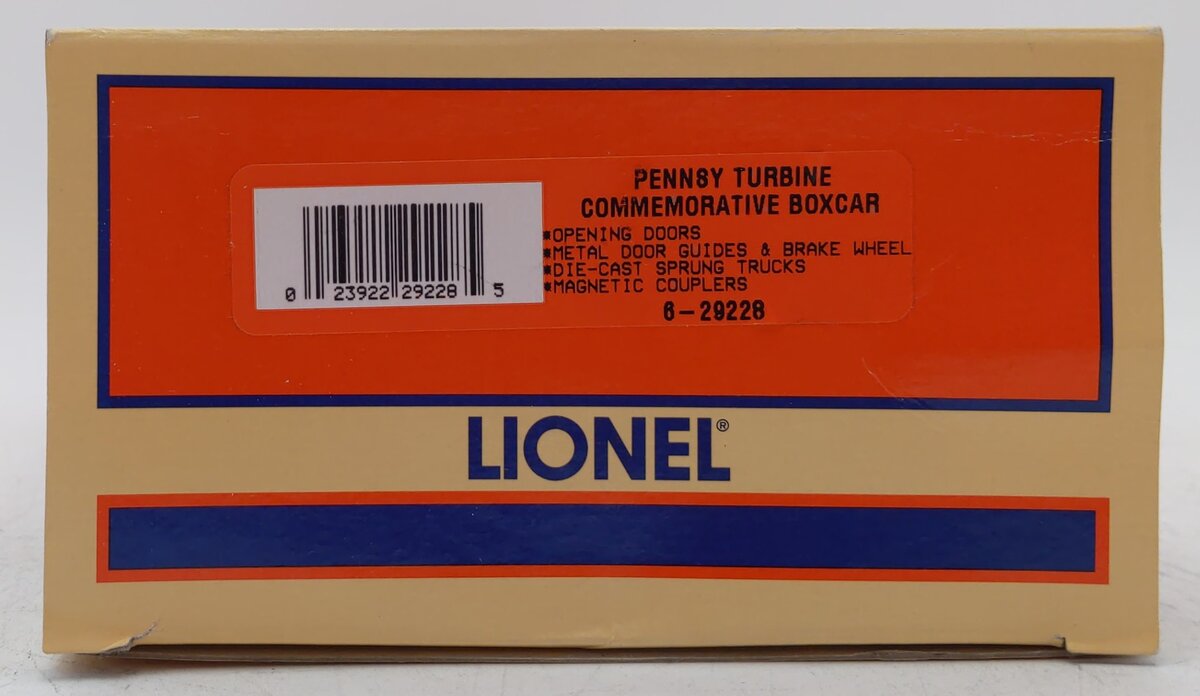 PENNSY TURBINE
COMMEMORATIVE BOXCAR
*OPENING DOORS
*METAL DOOR GUIDES & BRAKE WHEEL
*DIE-CAST SPRUNG TRUCKS
*MAGNETIC COUPLERS
6-29228
0 23922 29228 5
LIONEL®